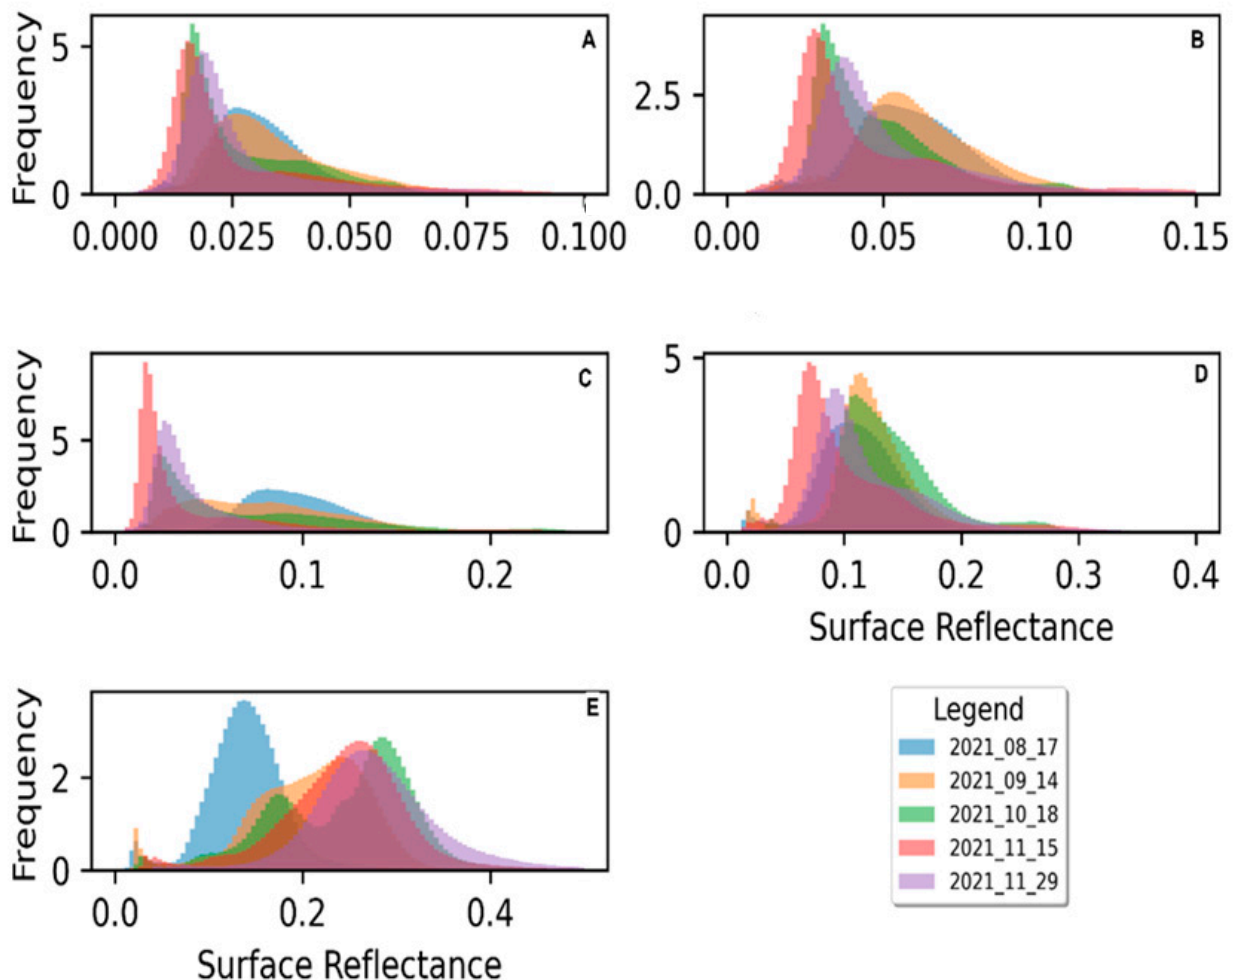 A
B
Frequency
5
0
2.5
0.0
0.000 0.025 0.050 0.075 0.100
0.00 0.05 0.10 0.15
C
D
Frequency
5
0
5
0
0.0 0.1 0.2
0.0 0.1 0.2 0.3 0.4
Surface Reflectance
E
Frequency
2
0
0.0 0.2 0.4
Surface Reflectance
Legend
2021_08_17
2021_09_14
2021_10_18
2021_11_15
2021_11_29